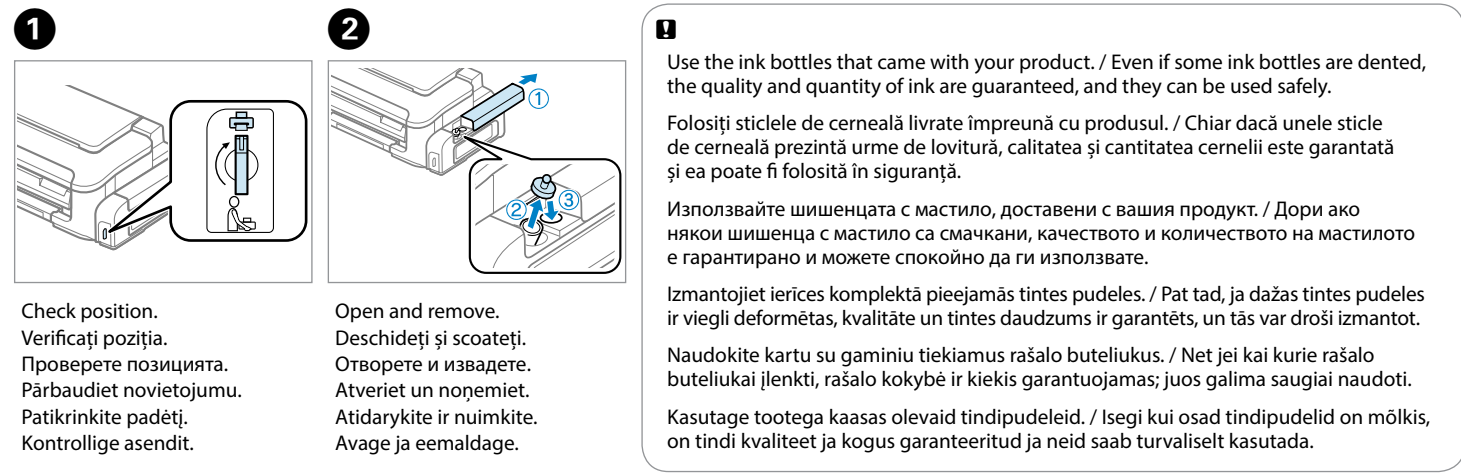 1
Check position.
Verificați poziția.
Проверете позицията.
Pārbaudiet novietojumu.
Patikrinkite padėtį.
Kontrollige asendit.
2
①
②
③
Open and remove.
Deschideți și scoateți.
Отворете и извадете.
Atveriet un noņemiet.
Atidarykite ir nuimkite.
Avage ja eemaldage.
!
Use the ink bottles that came with your product. / Even if some ink bottles are dented,
the quality and quantity of ink are guaranteed, and they can be used safely.
Folosiți sticlele de cerneală livrate împreună cu produsul. / Chiar dacă unele sticle
de cerneală prezintă urme de lovitură, calitatea și cantitatea cernelii este garantată
și ea poate fi folosită în siguranță.
Използвайте шишенцата с мастило, доставени с вашия продукт. / Дори ако
някои шишенца с мастило са смачкани, качеството и количеството на мастилото
е гарантирано и можете спокойно да ги използвате.
Izmantojiet ierīces komplektā pieejamās tintes pudeles. / Pat tad, ja dažas tintes pudeles
ir viegli deformētas, kvalitāte un tintes daudzums ir garantēts, un tās var droši izmantot.
Naudokite kartu su gaminiu tiekiamus rašalo buteliukus. / Net jei kai kurie rašalo
buteliukai įlenkti, rašalo kokybė ir kiekis garantuojamas; juos galima saugiai naudoti.
Kasutage tootega kaasas olevaid tindipudeleid. / Isegi kui osad tindipudelid on mõlkis,
on tindi kvaliteet ja kogus garanteeritud ja neid saab turvaliselt kasutada.